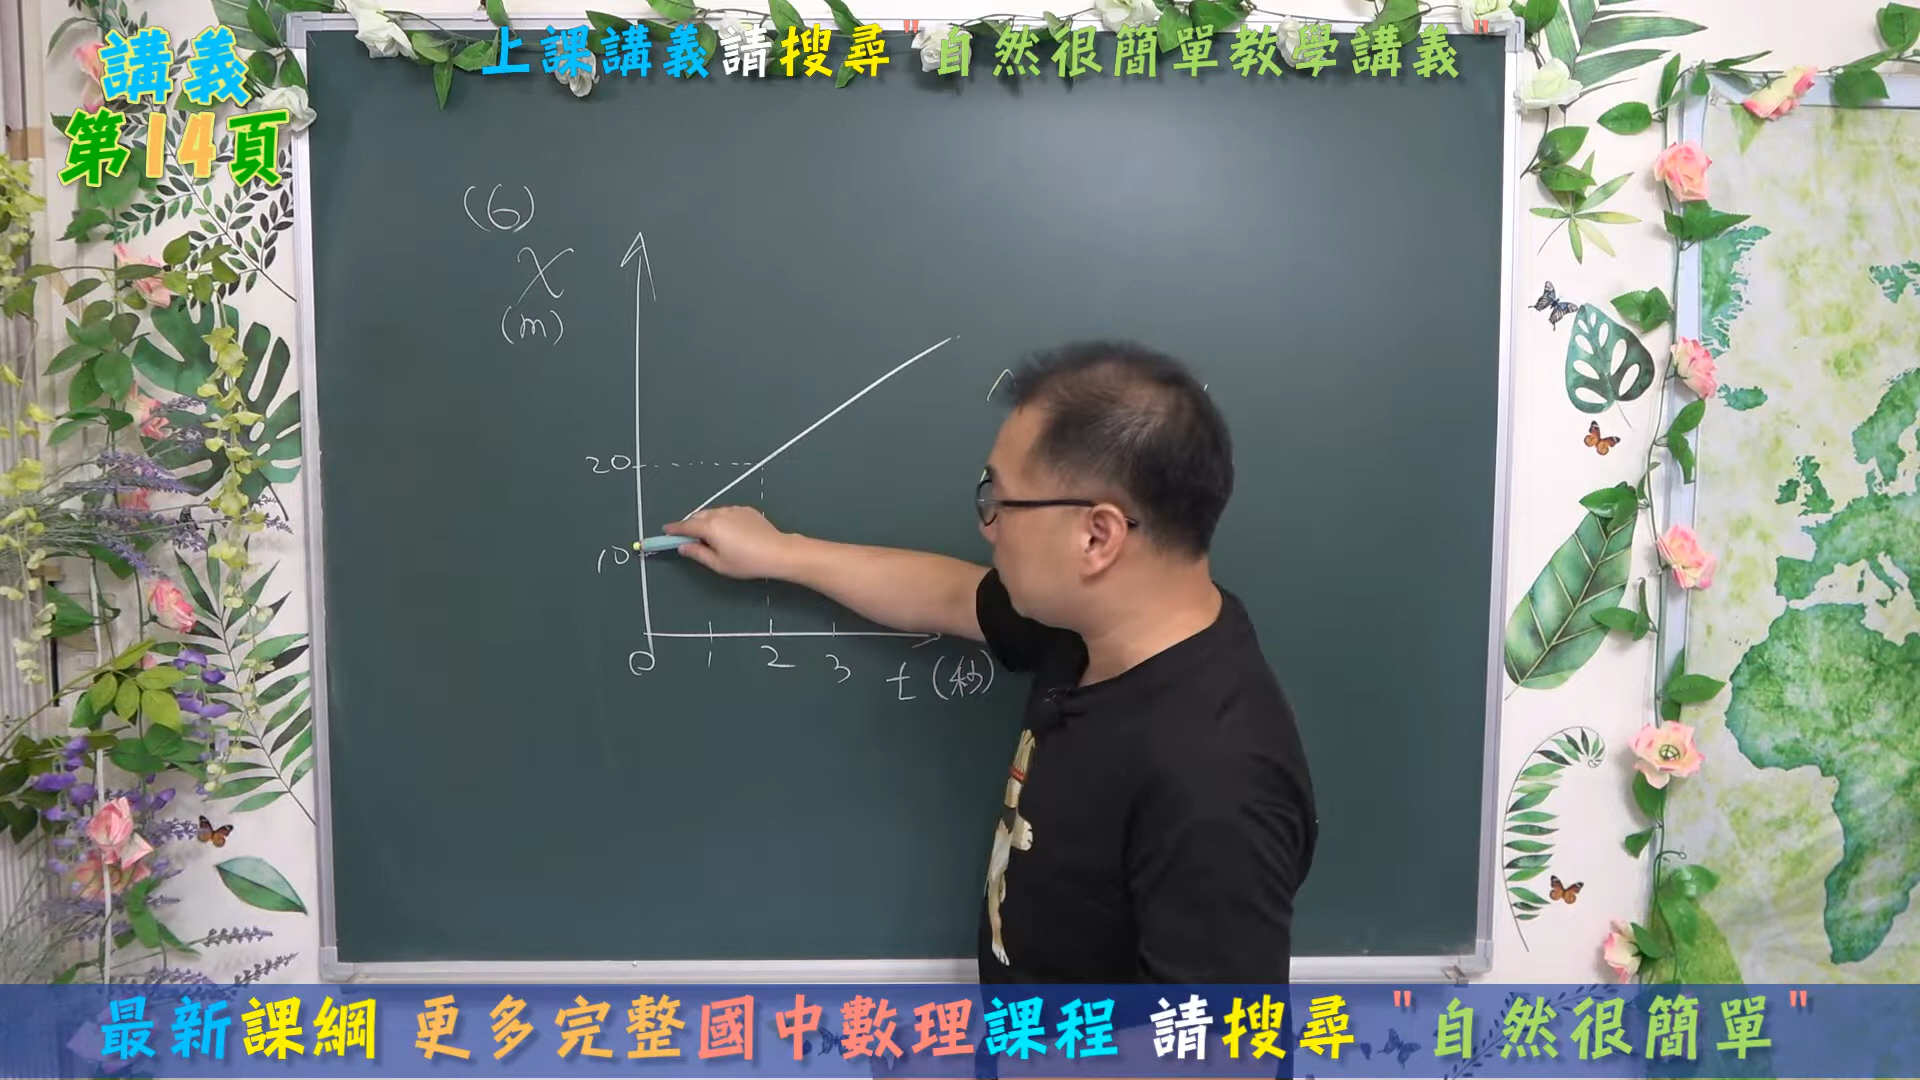 上課講義請搜尋"自然很簡單教學講義"
講義
第14頁
(6)
X
(m)
20
10
0 1 2 3 t(秒)
最新課綱 更多完整國中數理課程 請搜尋"自然很簡單"